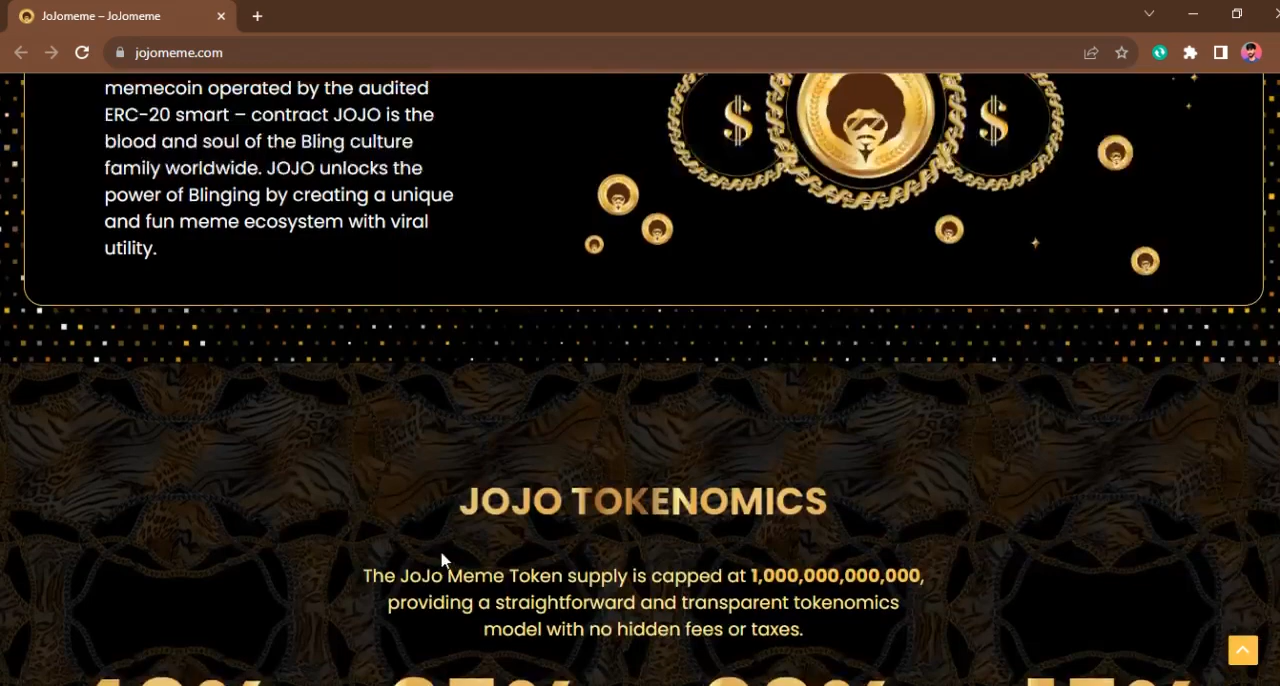 JoJomeme – JoJomeme
jojomeme.com
memecoin operated by the audited
ERC-20 smart – contract JOJO is the
blood and soul of the Bling culture
family worldwide. JOJO unlocks the
power of Blinging by creating a unique
and fun meme ecosystem with viral
utility.
$ $
JOJO TOKENOMICS
The JoJo Meme Token supply is capped at 1,000,000,000,000,
providing a straightforward and transparent tokenomics
model with no hidden fees or taxes.